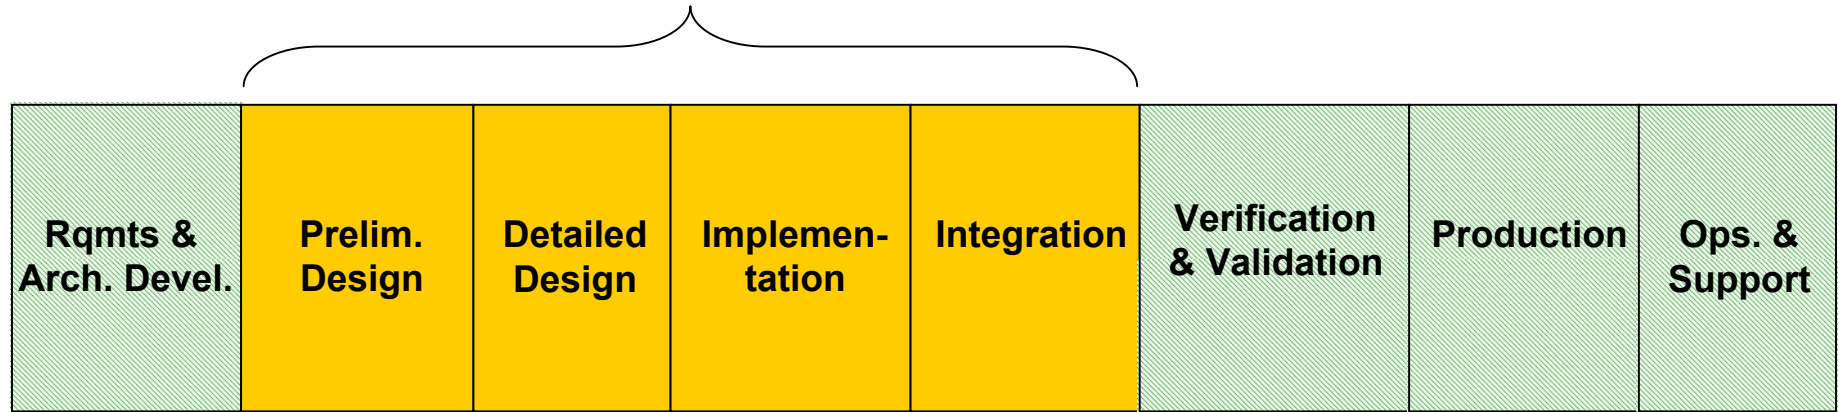 Rqmts &
Arch. Devel.
Prelim.
Design
Detailed
Design
Implemen-
tation
Integration
Verification
& Validation
Production
Ops. &
Support